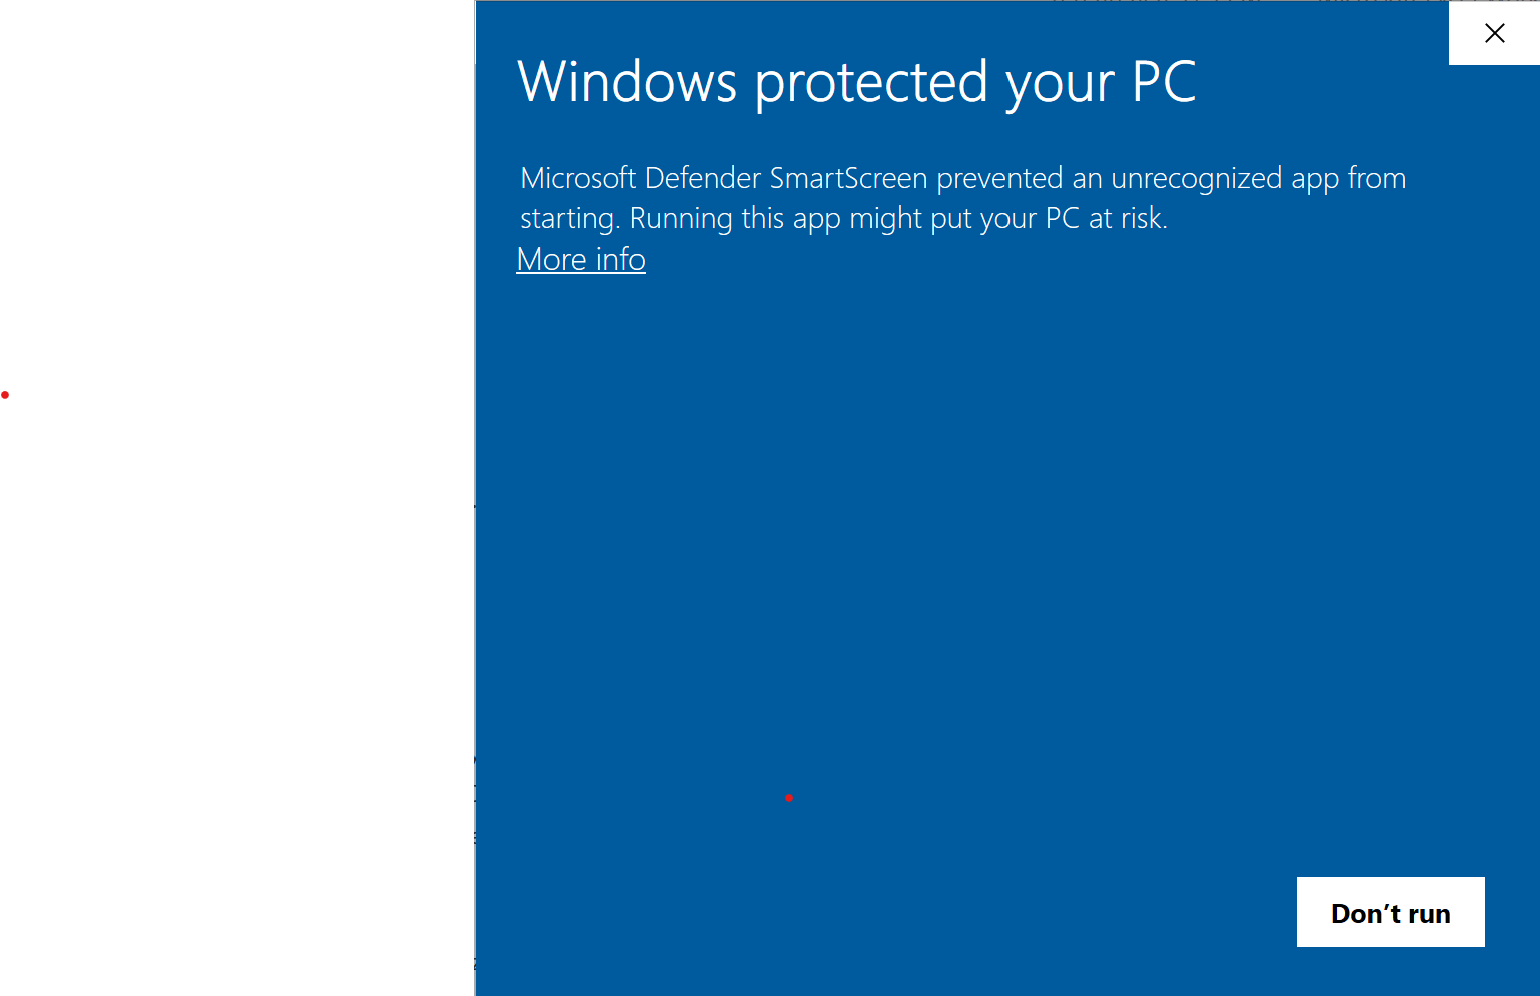 Windows protected your PC
Microsoft Defender SmartScreen prevented an unrecognized app from
starting. Running this app might put your PC at risk.
More info
Don’t run